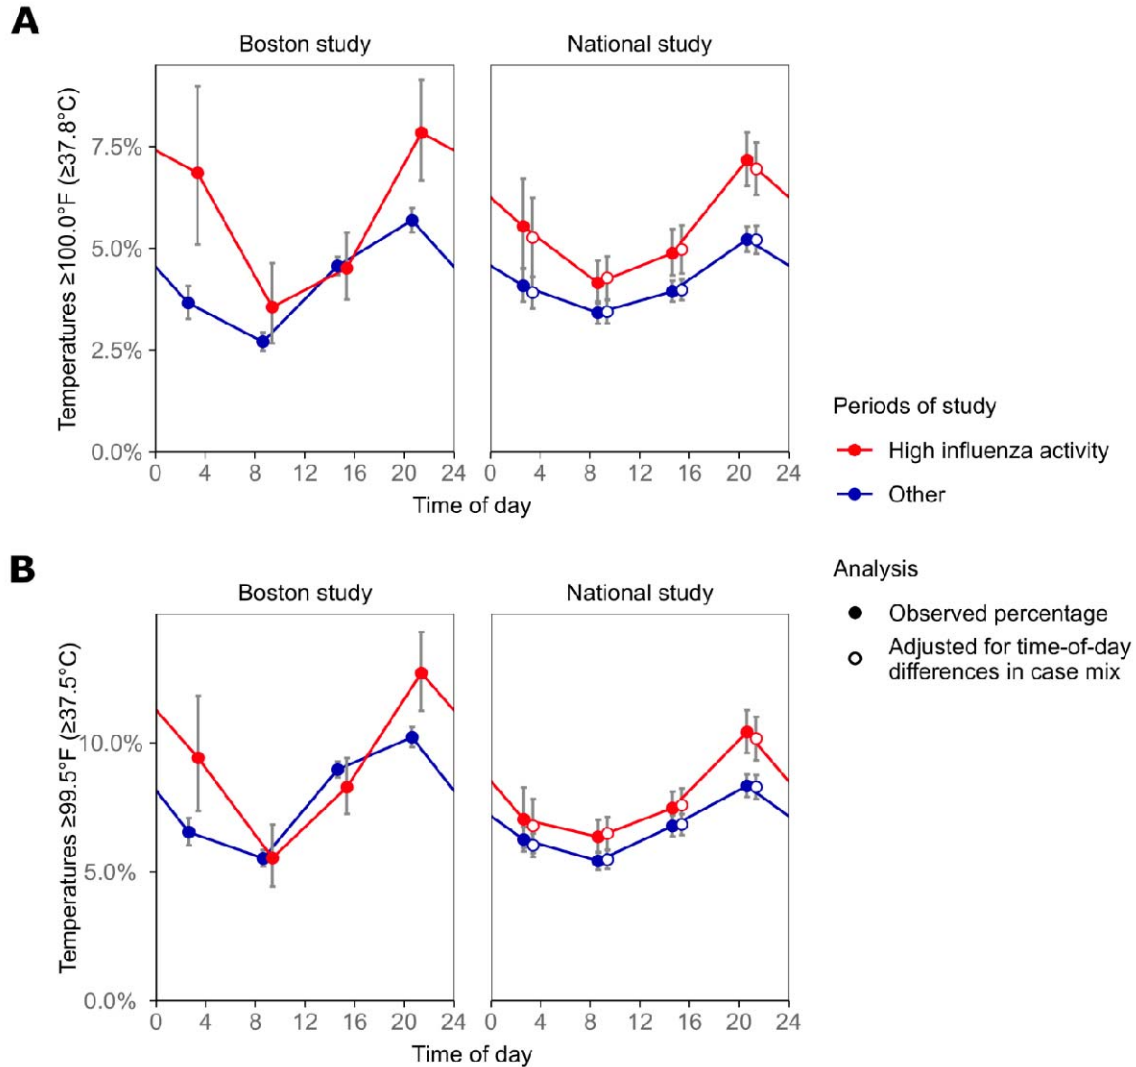 A
Boston study
National study
Temperatures ≥100.0°F (≥37.8°C)
7.5%
5.0%
2.5%
0.0%
0 4 8 12 16 20 24
0 4 8 12 16 20 24
Time of day
Periods of study
High influenza activity
Other
Analysis
Observed percentage
Adjusted for time-of-day
differences in case mix
B
Boston study
National study
Temperatures ≥99.5°F (≥37.5°C)
10.0%
5.0%
0.0%
0 4 8 12 16 20 24
0 4 8 12 16 20 24
Time of day